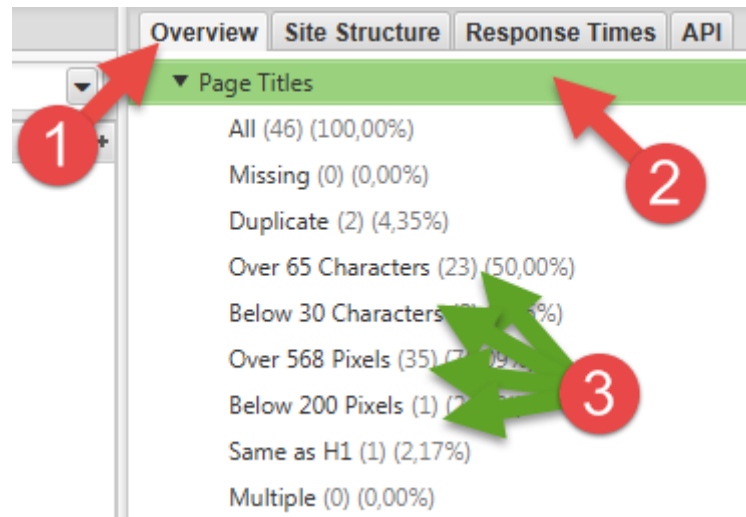 Overview Site Structure Response Times API
▼ Page Titles
1
2
All (46) (100,00%)
Missing (0) (0,00%)
Duplicate (2) (4,35%)
Over 65 Characters (23) (50,00%)
Below 30 Characters %)
Over 568 Pixels (35)
Below 200 Pixels (1)
3
Same as H1 (1) (2,17%)
Multiple (0) (0,00%)